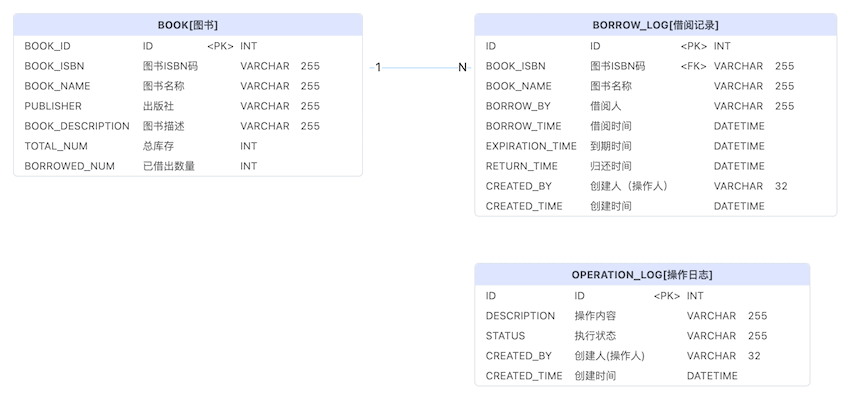 BOOK[图书]
BOOK_ID ID <PK> INT
BOOK_ISBN 图书ISBN码 VARCHAR 255
BOOK_NAME 图书名称 VARCHAR 255
PUBLISHER 出版社 VARCHAR 255
BOOK_DESCRIPTION 图书描述 VARCHAR 255
TOTAL_NUM 总库存 INT
BORROWED_NUM 已借出数量 INT
1 N
BORROW_LOG[借阅记录]
ID ID <PK> INT
BOOK_ISBN 图书ISBN码 <FK> VARCHAR 255
BOOK_NAME 图书名称 VARCHAR 255
BORROW_BY 借阅人 VARCHAR 255
BORROW_TIME 借阅时间 DATETIME
EXPIRATION_TIME 到期时间 DATETIME
RETURN_TIME 归还时间 DATETIME
CREATED_BY 创建人（操作人） VARCHAR 32
CREATED_TIME 创建时间 DATETIME
OPERATION_LOG[操作日志]
ID ID <PK> INT
DESCRIPTION 操作内容 VARCHAR 255
STATUS 执行状态 VARCHAR 255
CREATED_BY 创建人(操作人) VARCHAR 32
CREATED_TIME 创建时间 DATETIME